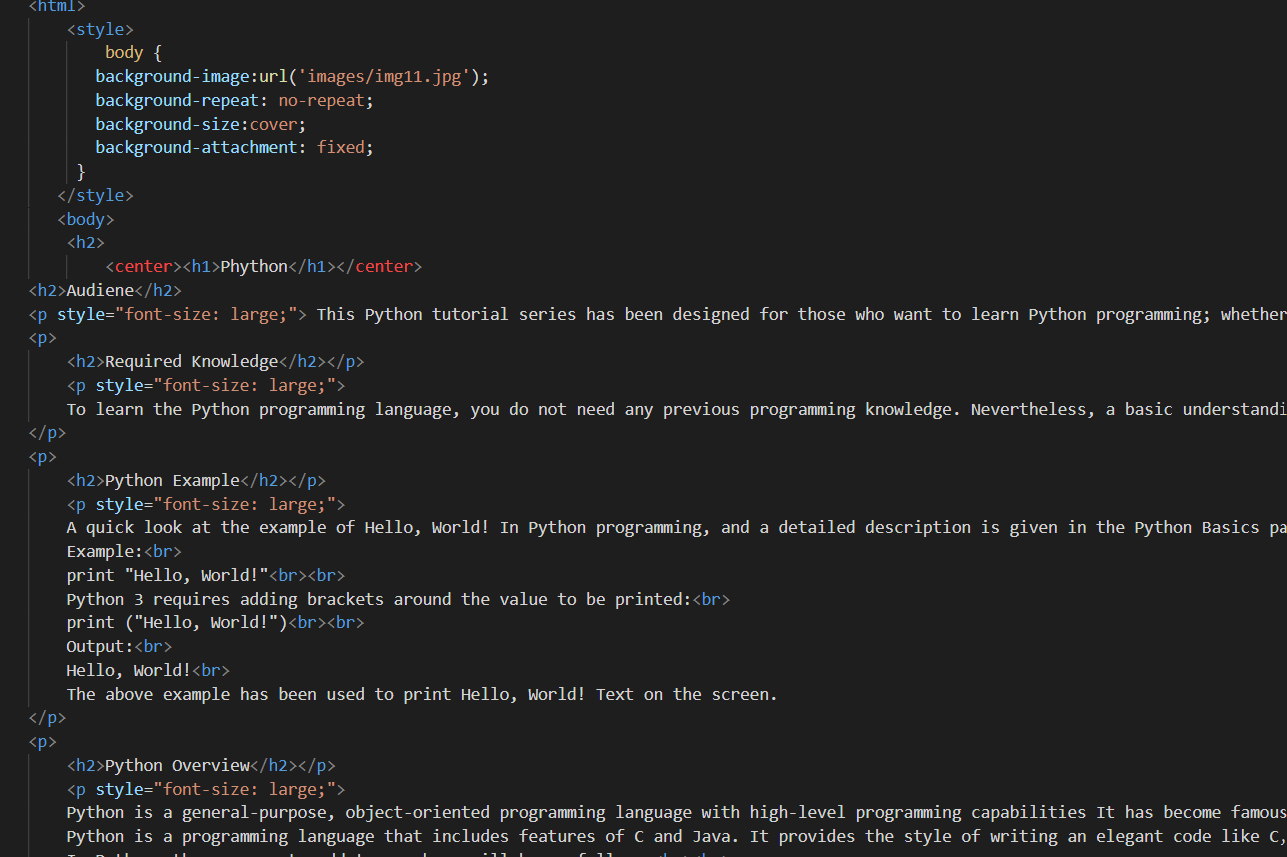 <html>
<style>
body {
background-image:url('images/img11.jpg');
background-repeat: no-repeat;
background-size:cover;
background-attachment: fixed;
}
</style>
<body>
<h2>
<center><h1>Phython</h1></center>
<h2>Audiene</h2>
<p style="font-size: large;"> This Python tutorial series has been designed for those who want to learn Python programming; whether
<p>
<h2>Required Knowledge</h2></p>
<p style="font-size: large;">
To learn the Python programming language, you do not need any previous programming knowledge. Nevertheless, a basic understandi
</p>
<p>
<h2>Python Example</h2></p>
<p style="font-size: large;">
A quick look at the example of Hello, World! In Python programming, and a detailed description is given in the Python Basics pa
Example:<br>
print "Hello, World!"<br><br>
Python 3 requires adding brackets around the value to be printed:<br>
print ("Hello, World!")<br><br>
Output:<br>
Hello, World!<br>
The above example has been used to print Hello, World! Text on the screen.
</p>
<p>
<h2>Python Overview</h2></p>
<p style="font-size: large;">
Python is a general-purpose, object-oriented programming language with high-level programming capabilities It has become famous
Python is a programming language that includes features of C and Java. It provides the style of writing an elegant code like C,